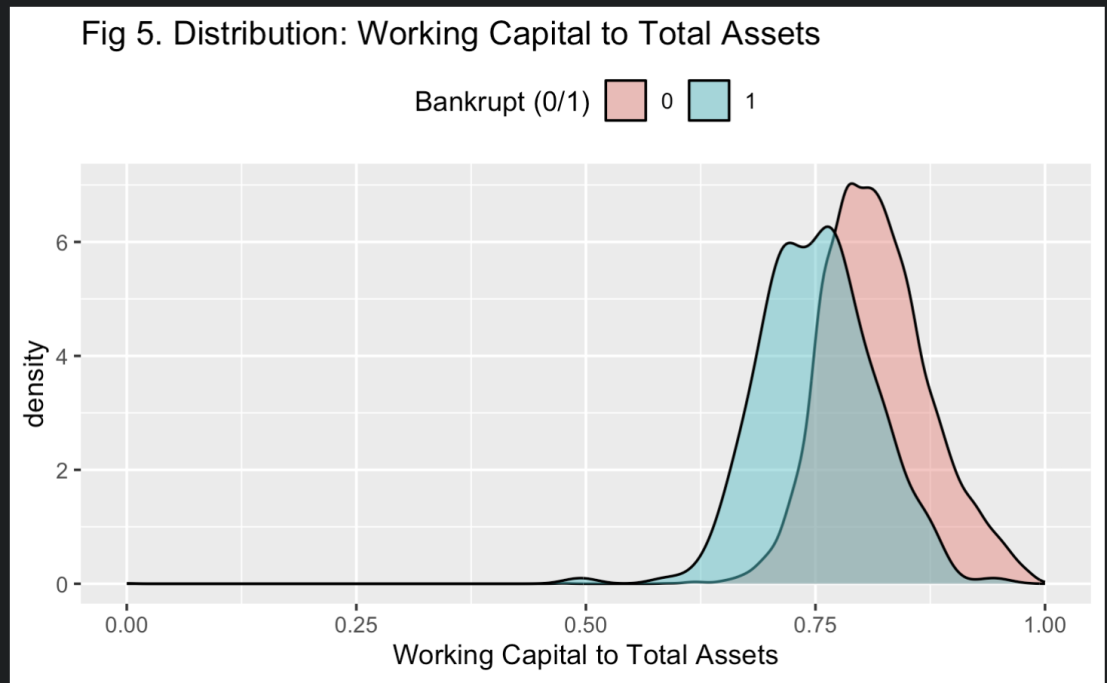 Fig 5. Distribution: Working Capital to Total Assets
Bankrupt (0/1) 0 1
density
6
4
2
0
0.00 0.25 0.50 0.75 1.00
Working Capital to Total Assets